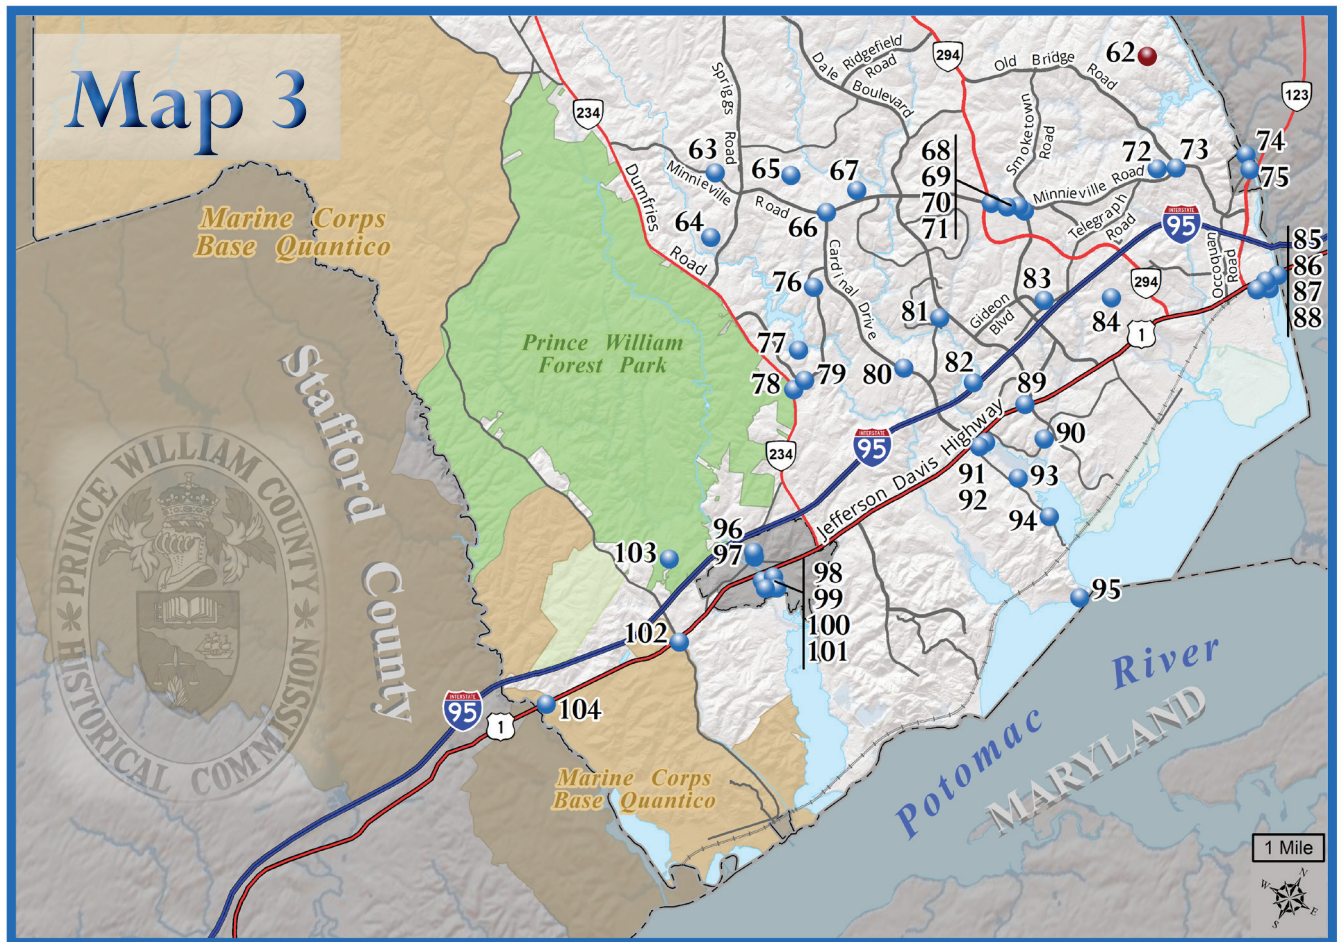 Map 3
62
294
Old Bridge Road
123
234
Spriggs Road
Dale Boulevard
Ridgefield
Road
Smoketown Road
63
65
67
68
69
70
71
72
73
74
75
Minnieville Road
Minnieville Road
Telegraph
Road
Dumfries Road
64
66
Marine Corps
Base Quantico
INTERSTATE
95
Occoquan
Road
85
86
87
88
76
Cardinal Drive
81
Gideon
Blvd
83
294
84
1
77
78
79
80
82
89
Prince William
Forest Park
Stafford County
234
INTERSTATE
95
Jefferson Davis Highway
90
91
92
93
94
95
96
97
98
99
100
101
102
103
104
INTERSTATE
95
1
Marine Corps
Base Quantico
Potomac River
MARYLAND
PRINCE WILLIAM COUNTY
HISTORICAL COMMISSION
1 Mile
N
W
E
S